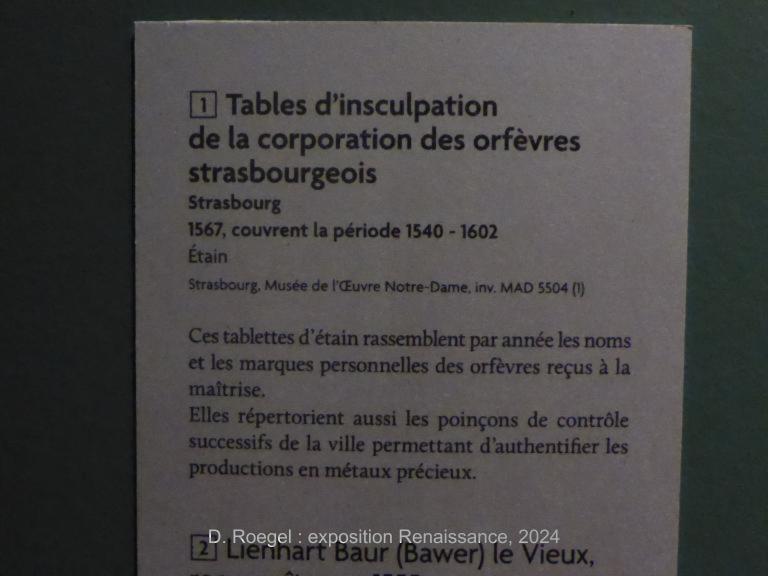 1 Tables d'insculpation
de la corporation des orfèvres
strasbourgeois
Strasbourg
1567, couvrent la période 1540 - 1602
Étain
Strasbourg, Musée de l'Œuvre Notre-Dame, inv. MAD 5504 (1)
Ces tablettes d'étain rassemblent par année les noms
et les marques personnelles des orfèvres reçus à la
maîtrise.
Elles répertorient aussi les poinçons de contrôle
successifs de la ville permettant d'authentifier les
productions en métaux précieux.
D. Roegel : exposition Renaissance, 2024
2 Lienhart Baur (Bawer) le Vieux,